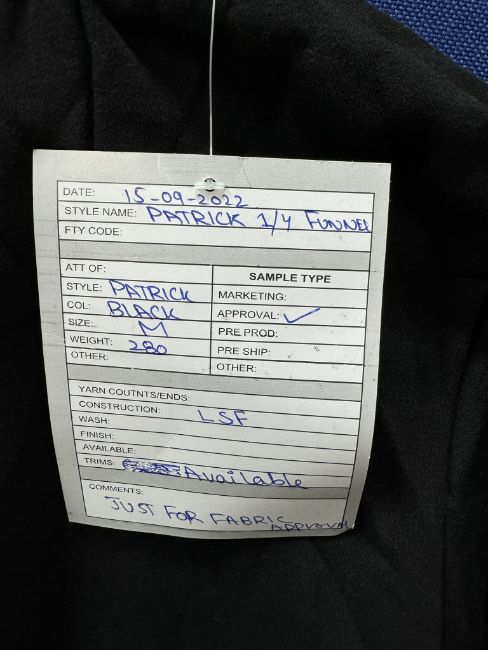 DATE: 15-09-2022
STYLE NAME: PATRICK 1/4 FUNNEL
FTY CODE:
ATT OF:
STYLE: PATRICK
COL: BLACK
SIZE: M
WEIGHT: 280
OTHER:
SAMPLE TYPE
MARKETING:
APPROVAL: ✓
PRE PROD:
PRE SHIP:
OTHER:
YARN COUTNTS/ENDS:
CONSTRUCTION: LSF
WASH:
FINISH:
AVAILABLE:
TRIMS: Available
COMMENTS:
JUST FOR FABRIC APPROVAL